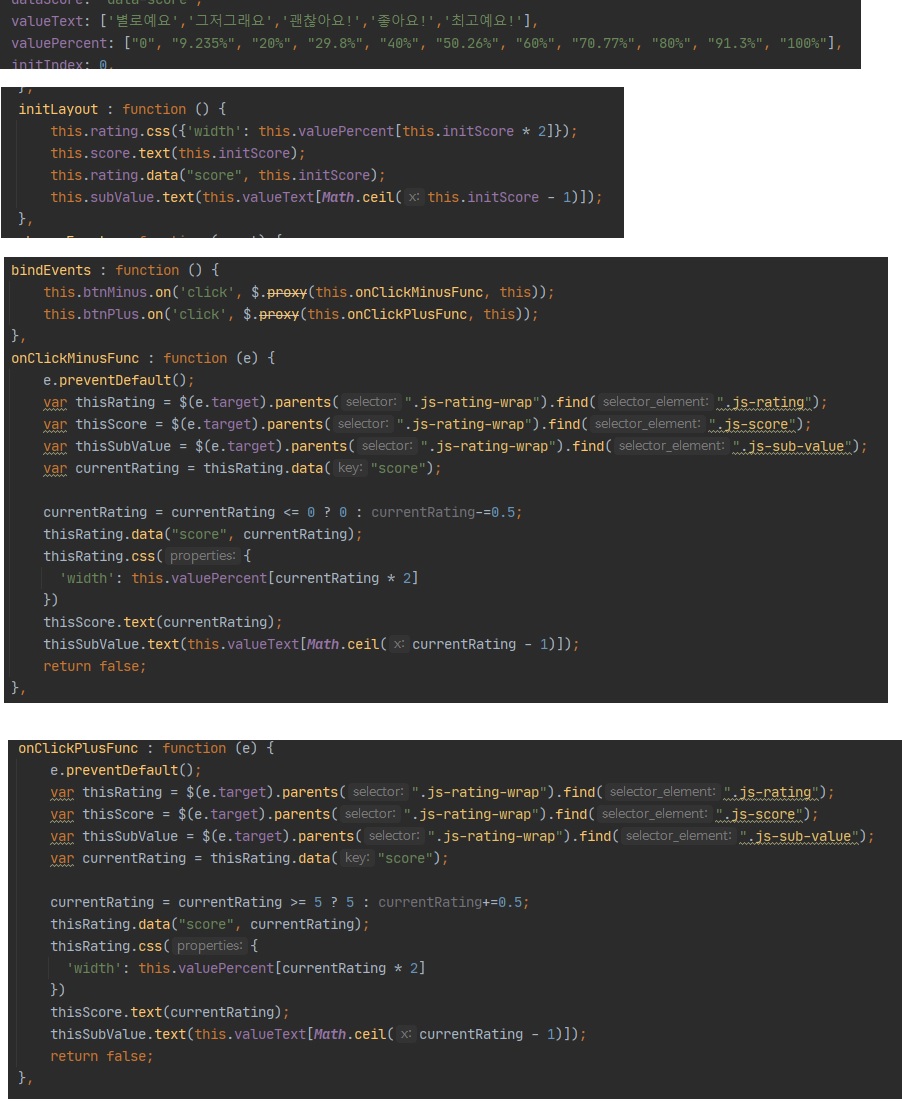 dataScore: "data-score",
valueText: ['별로예요','그저그래요','괜찮아요!','좋아요!','최고예요!'],
valuePercent: ["0", "9.235%", "20%", "29.8%", "40%", "50.26%", "60%", "70.77%", "80%", "91.3%", "100%"],
initIndex: 0,
},
initLayout : function () {
this.rating.css({'width': this.valuePercent[this.initScore * 2]});
this.score.text(this.initScore);
this.rating.data("score", this.initScore);
this.subValue.text(this.valueText[Math.ceil( x: this.initScore - 1)]);
},
bindEvents : function () {
this.btnMinus.on('click', $.proxy(this.onClickMinusFunc, this));
this.btnPlus.on('click', $.proxy(this.onClickPlusFunc, this));
},
onClickMinusFunc : function (e) {
e.preventDefault();
var thisRating = $(e.target).parents( selector: ".js-rating-wrap").find( selector_element: ".js-rating");
var thisScore = $(e.target).parents( selector: ".js-rating-wrap").find( selector_element: ".js-score");
var thisSubValue = $(e.target).parents( selector: ".js-rating-wrap").find( selector_element: ".js-sub-value");
var currentRating = thisRating.data( key: "score");
currentRating = currentRating <= 0 ? 0 : currentRating-=0.5;
thisRating.data("score", currentRating);
thisRating.css( properties: {
'width': this.valuePercent[currentRating * 2]
})
thisScore.text(currentRating);
thisSubValue.text(this.valueText[Math.ceil( x: currentRating - 1)]);
return false;
},
onClickPlusFunc : function (e) {
e.preventDefault();
var thisRating = $(e.target).parents( selector: ".js-rating-wrap").find( selector_element: ".js-rating");
var thisScore = $(e.target).parents( selector: ".js-rating-wrap").find( selector_element: ".js-score");
var thisSubValue = $(e.target).parents( selector: ".js-rating-wrap").find( selector_element: ".js-sub-value");
var currentRating = thisRating.data( key: "score");
currentRating = currentRating >= 5 ? 5 : currentRating+=0.5;
thisRating.data("score", currentRating);
thisRating.css( properties: {
'width': this.valuePercent[currentRating * 2]
})
thisScore.text(currentRating);
thisSubValue.text(this.valueText[Math.ceil( x: currentRating - 1)]);
return false;
},